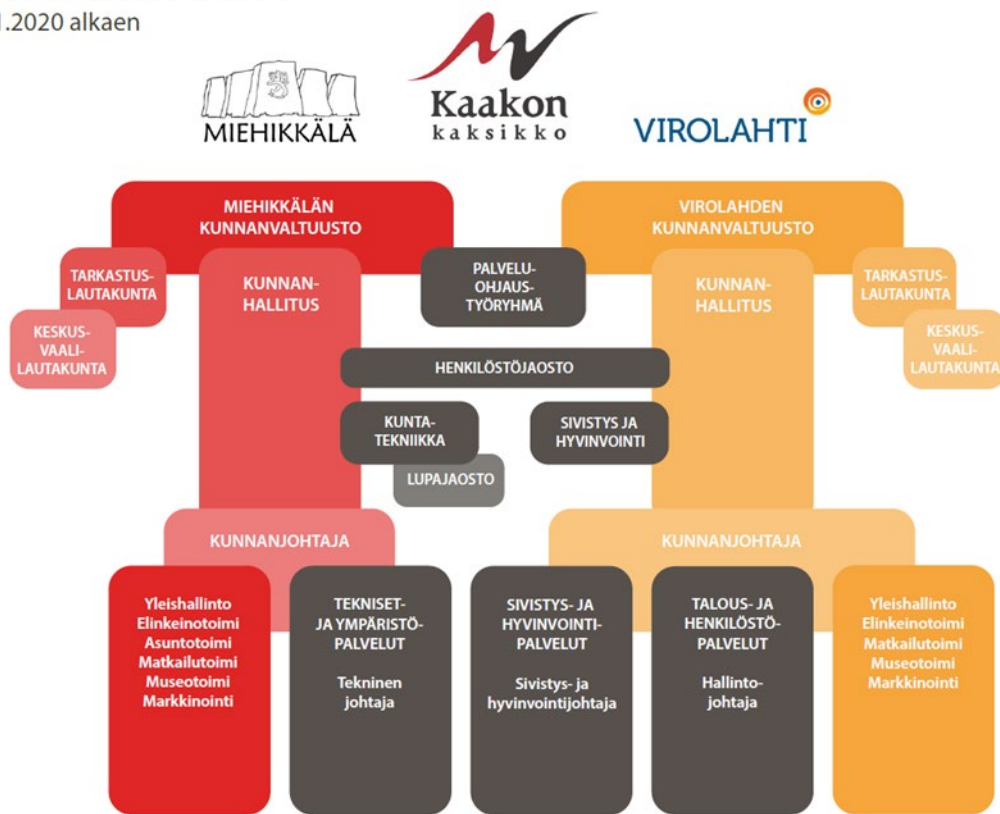 .2020 alkaen
MIEHIKKÄLÄ
Kaakon
kaksikko
VIROLAHTI
MIEHIKKÄLÄN
KUNNANVALTUUSTO
VIROLAHDEN
KUNNANVALTUUSTO
TARKASTUS-
LAUTAKUNTA
KESKUS-
VAALI-
LAUTAKUNTA
KUNNAN-
HALLITUS
PALVELU-
OHJAUS-
TYÖRYHMÄ
KUNNAN-
HALLITUS
TARKASTUS-
LAUTAKUNTA
KESKUS-
VAALI-
LAUTAKUNTA
HENKILÖSTÖJAOSTO
KUNTA-
TEKNIIKKA
SIVISTYS JA
HYVINVOINTI
LUPAJAOSTO
KUNNANJOHTAJA
KUNNANJOHTAJA
Yleishallinto
Elinkeinotoimi
Asuntotoimi
Matkailutoimi
Museotoimi
Markkinointi
TEKNISET-
JA YMPÄRISTÖ-
PALVELUT
Tekninen
johtaja
SIVISTYS- JA
HYVINVOINTI-
PALVELUT
Sivistys- ja
hyvinvointijohtaja
TALOUS- JA
HENKILÖSTÖ-
PALVELUT
Hallinto-
johtaja
Yleishallinto
Elinkeinotoimi
Matkailutoimi
Museotoimi
Markkinointi